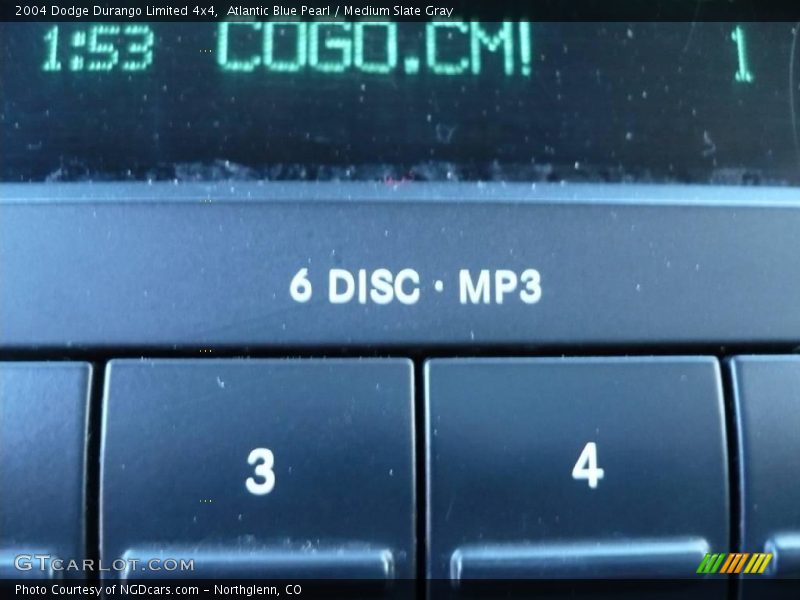 2004 Dodge Durango Limited 4x4, Atlantic Blue Pearl / Medium Slate Gray
1:53 COGO.CM! 1
6 DISC · MP3
3 4
GTCARLOT.COM
Photo Courtesy of NGDcars.com - Northglenn, CO